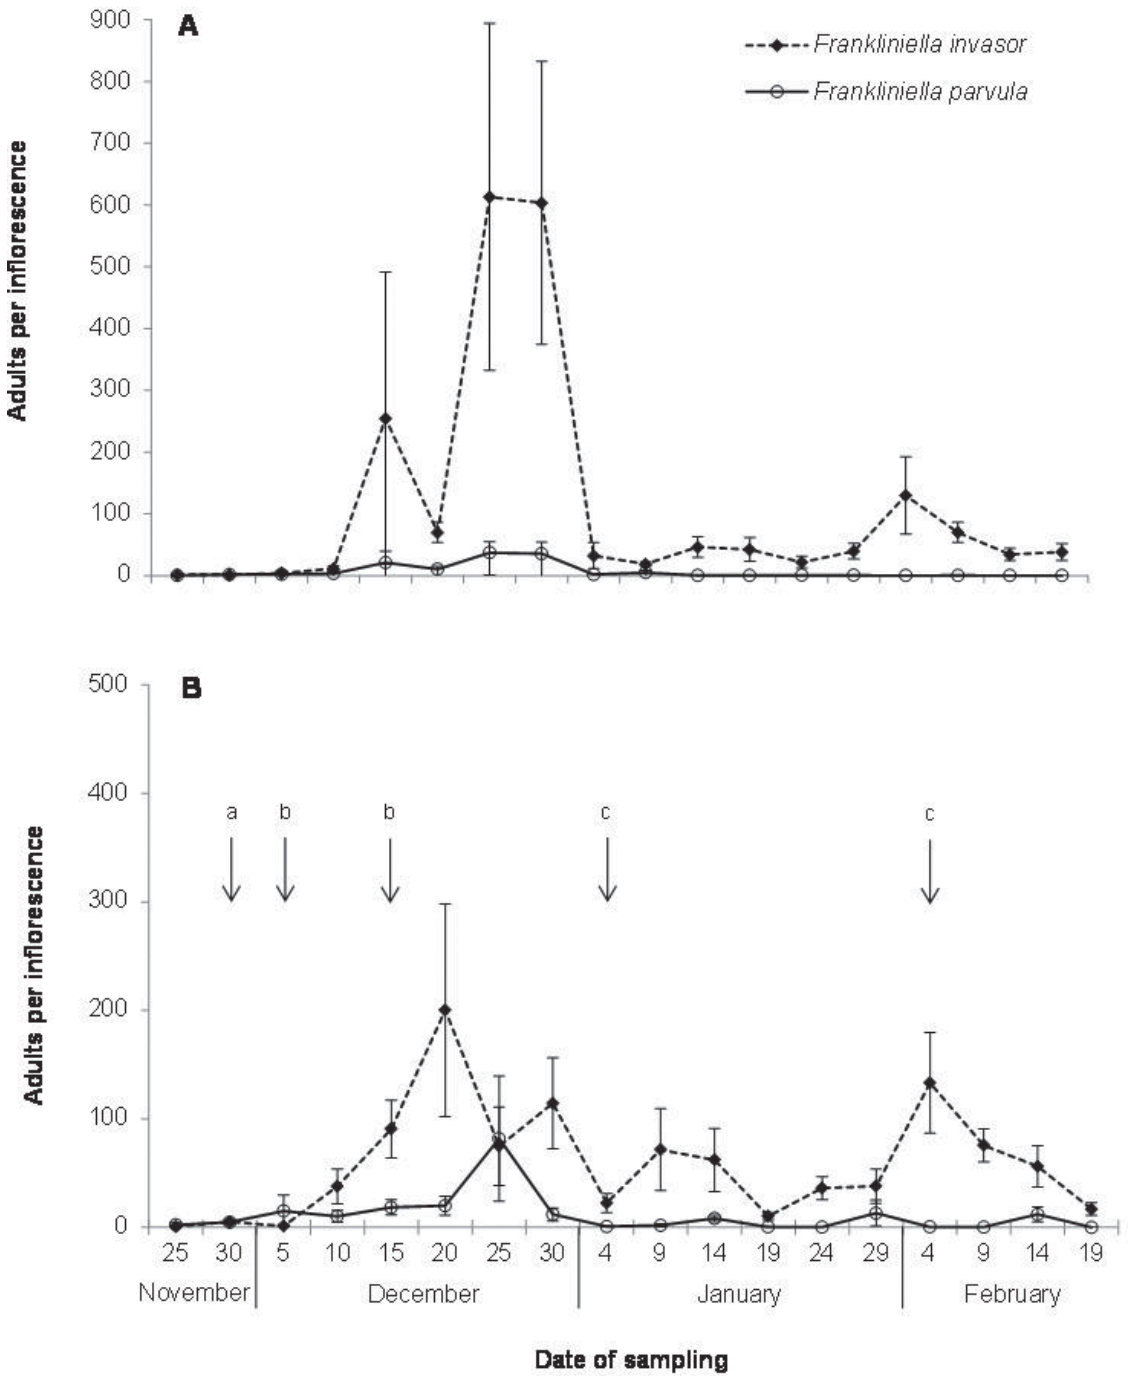 A
Frankliniella invasor
Frankliniella parvula
900
800
700
600
500
400
300
200
100
0
Adults per inflorescence
B
500
400
300
200
100
0
Adults per inflorescence
a b b c c
25 30 5 10 15 20 25 30 4 9 14 19 24 29 4 9 14 19
November December January February
Date of sampling